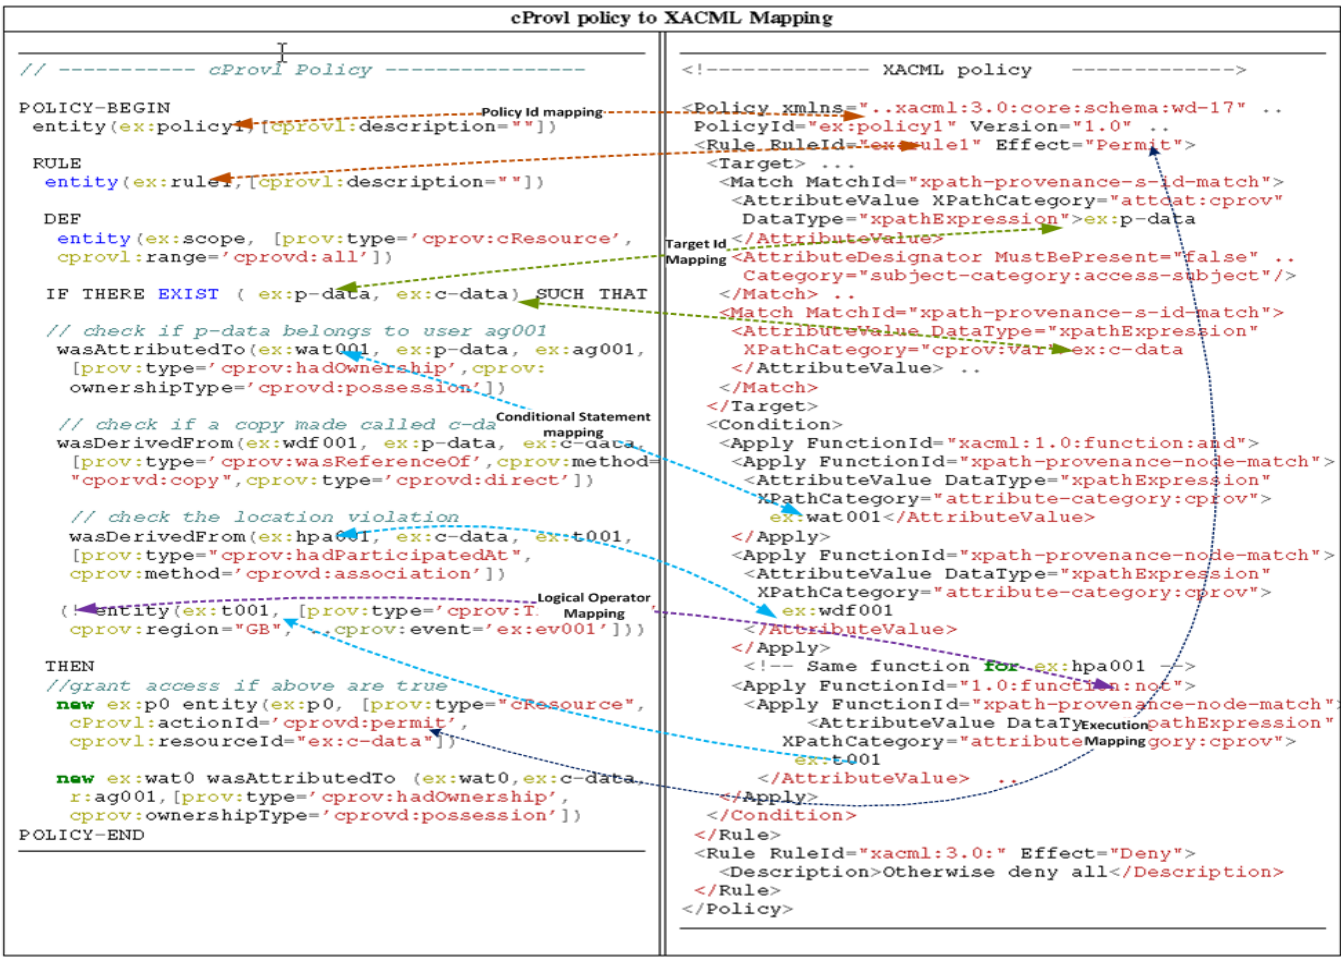 cProvl policy to XACML Mapping
// ----------- cProvl Policy ----------------
POLICY-BEGIN
entity(ex:policy1,[cprovl:description=""])
RULE
entity(ex:rule1,[cprovl:description=""])
DEF
entity(ex:scope, [prov:type='cprov:cResource',
cprovl:range='cprovd:all'])
IF THERE EXIST ( ex:p-data, ex:c-data) SUCH THAT
// check if p-data belongs to user ag001
wasAttributedTo(ex:wat001, ex:p-data, ex:ag001,
[prov:type='cprov:hadOwnership',cprov:
ownershipType='cprovd:possession'])
// check if a copy made called c-da
wasDerivedFrom(ex:wdf001, ex:p-data, ex:c-data,
[prov:type='cprov:wasReferenceOf',cprov:method=
"cporvd:copy",cprov:type='cprovd:direct'])
// check the location violation
wasDerivedFrom(ex:hpa001, ex:c-data, ex:t001,
[prov:type="cprov:hadParticipatedAt",
cprov:method='cprovd:association'])
(! entity(ex:t001, [prov:type='cprov:T. '
cprov:region="GB", ..cprov:event='ex:ev001']))
THEN
//grant access if above are true
new ex:p0 entity(ex:p0, [prov:type="cResource",
cProvl:actionId='cprovd:permit',
cprovl:resourceId="ex:c-data"])
new ex:wat0 wasAttributedTo (ex:wat0,ex:c-data,
r:ag001,[prov:type='cprov:hadOwnership',
cprov:ownershipType='cprovd:possession'])
POLICY-END
Policy Id mapping
Target Id
Mapping
Conditional Statement
mapping
Logical Operator
Mapping
Execution
Mapping
<!------------- XACML policy ------------->
<Policy xmlns="..xacml:3.0:core:schema:wd-17" ..
PolicyId="ex:policy1" Version="1.0" ..
<Rule RuleId="ex:rule1" Effect="Permit">
<Target> ...
<Match MatchId="xpath-provenance-s-id-match">
<AttributeValue XPathCategory="attcat:cprov"
DataType="xpathExpression">ex:p-data
</AttributeValue>
<AttributeDesignator MustBePresent="false" ..
Category="subject-category:access-subject"/>
</Match> ..
<Match MatchId="xpath-provenance-s-id-match">
<AttributeValue DataType="xpathExpression"
XPathCategory="cprov:var">ex:c-data
</AttributeValue> ..
</Match>
</Target>
<Condition>
<Apply FunctionId="xacml:1.0:function:and">
<Apply FunctionId="xpath-provenance-node-match">
<AttributeValue DataType="xpathExpression"
XPathCategory="attribute-category:cprov">
ex:wat001</AttributeValue>
</Apply>
<Apply FunctionId="xpath-provenance-node-match">
<AttributeValue DataType="xpathExpression"
XPathCategory="attribute-category:cprov">
ex:wdf001
</AttributeValue>
</Apply>
<!-- Same function for ex:hpa001 -->
<Apply FunctionId="1.0:function:not">
<Apply FunctionId="xpath-provenance-node-match"
<AttributeValue DataTy pathExpression"
XPathCategory="attribute gory:cprov">
ex:t001
</AttributeValue> ..
</Apply>
</Condition>
</Rule>
<Rule RuleId="xacml:3.0:" Effect="Deny">
<Description>Otherwise deny all</Description>
</Rule>
</Policy>